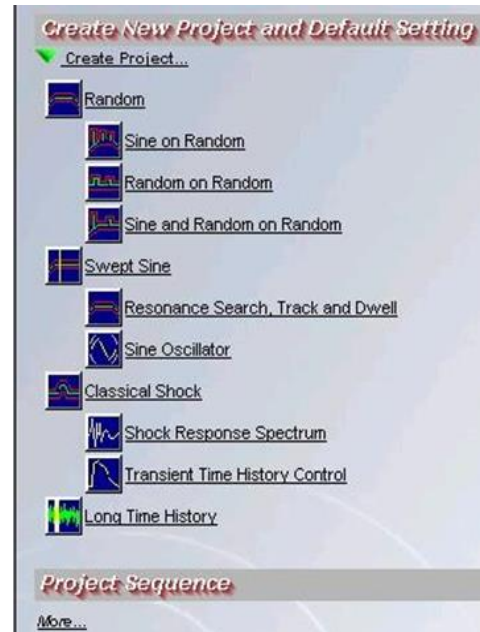 Create New Project and Default Setting
Create Project...
Random
Sine on Random
Random on Random
Sine and Random on Random
Swept Sine
Resonance Search, Track and Dwell
Sine Oscillator
Classical Shock
Shock Response Spectrum
Transient Time History Control
Long Time History
Project Sequence
More...